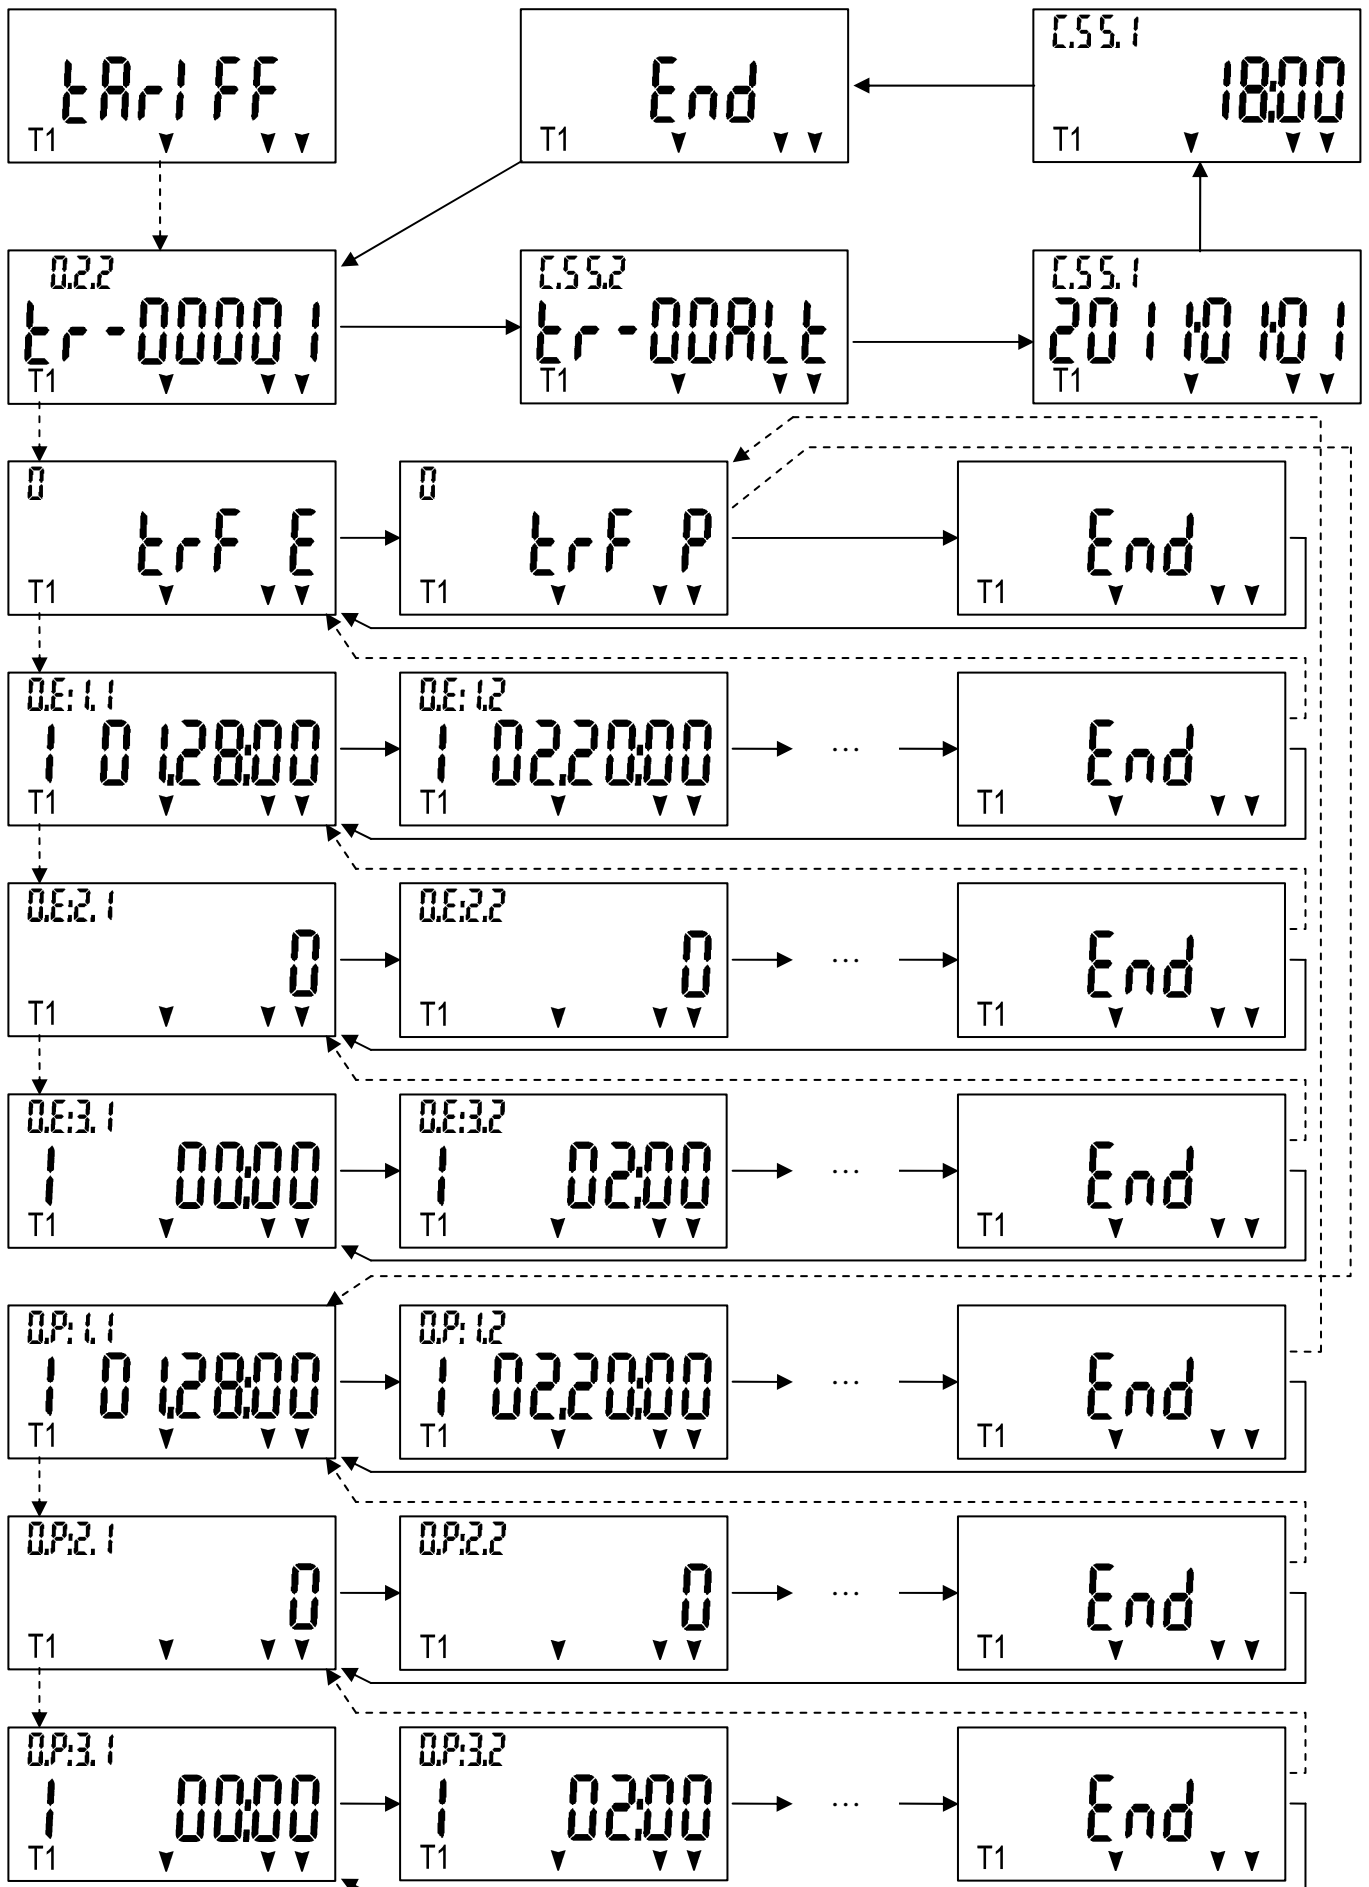 tArIFF
T1
End
T1
C.55.1
18:00
T1
0.2.2
tr-00001
T1
C.55.2
tr-00ALt
T1
C.55.1
2011:01:01
T1
0
trF E
T1
0
trF P
T1
End
T1
0.E:1.1
1 01.28:00
T1
0.E:1.2
1 02.20:00
T1
...
End
T1
0.E:2.1
0
T1
0.E:2.2
0
T1
...
End
T1
0.E:3.1
1 00:00
T1
0.E:3.2
1 02:00
T1
...
End
T1
0.P:1.1
1 01.28:00
T1
0.P:1.2
1 02.20:00
T1
...
End
T1
0.P:2.1
0
T1
0.P:2.2
0
T1
...
End
T1
0.P:3.1
1 00:00
T1
0.P:3.2
1 02:00
T1
...
End
T1